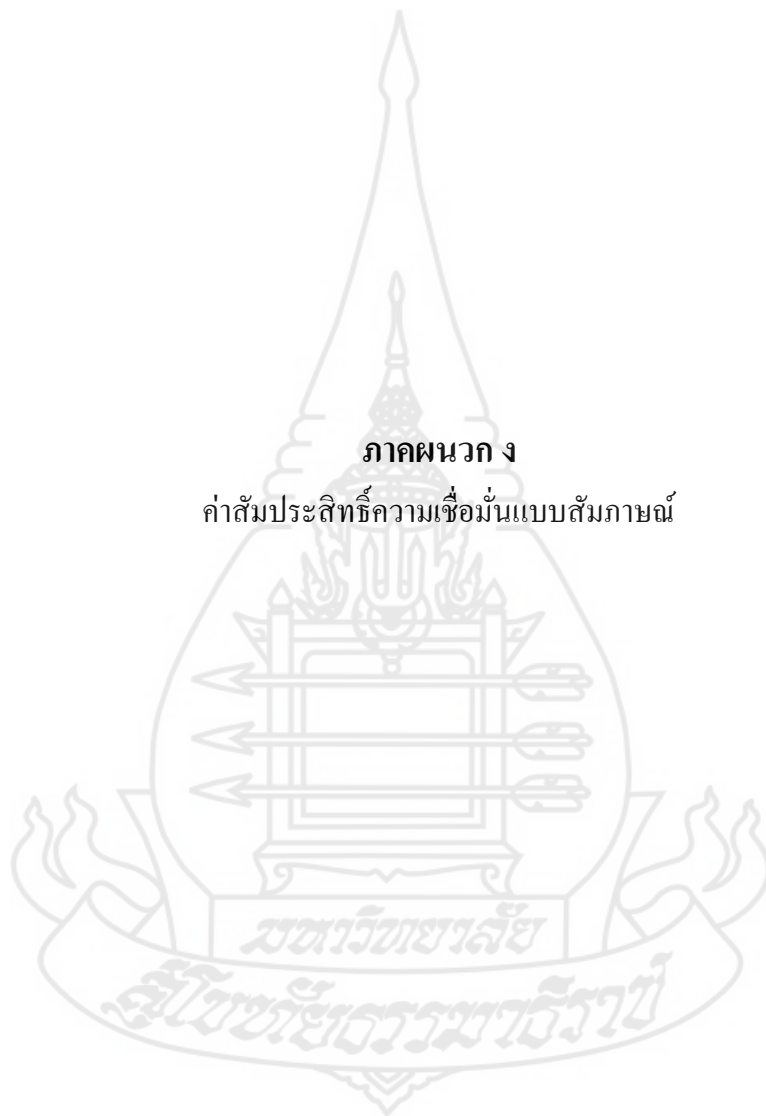 ภาคผนวก ง
ค่าสัมประสิทธิ์ความเชื่อมั่นแบบสัมภาษณ์
มหาวิทยาลัย
สุโขทัยธรรมาธิราช